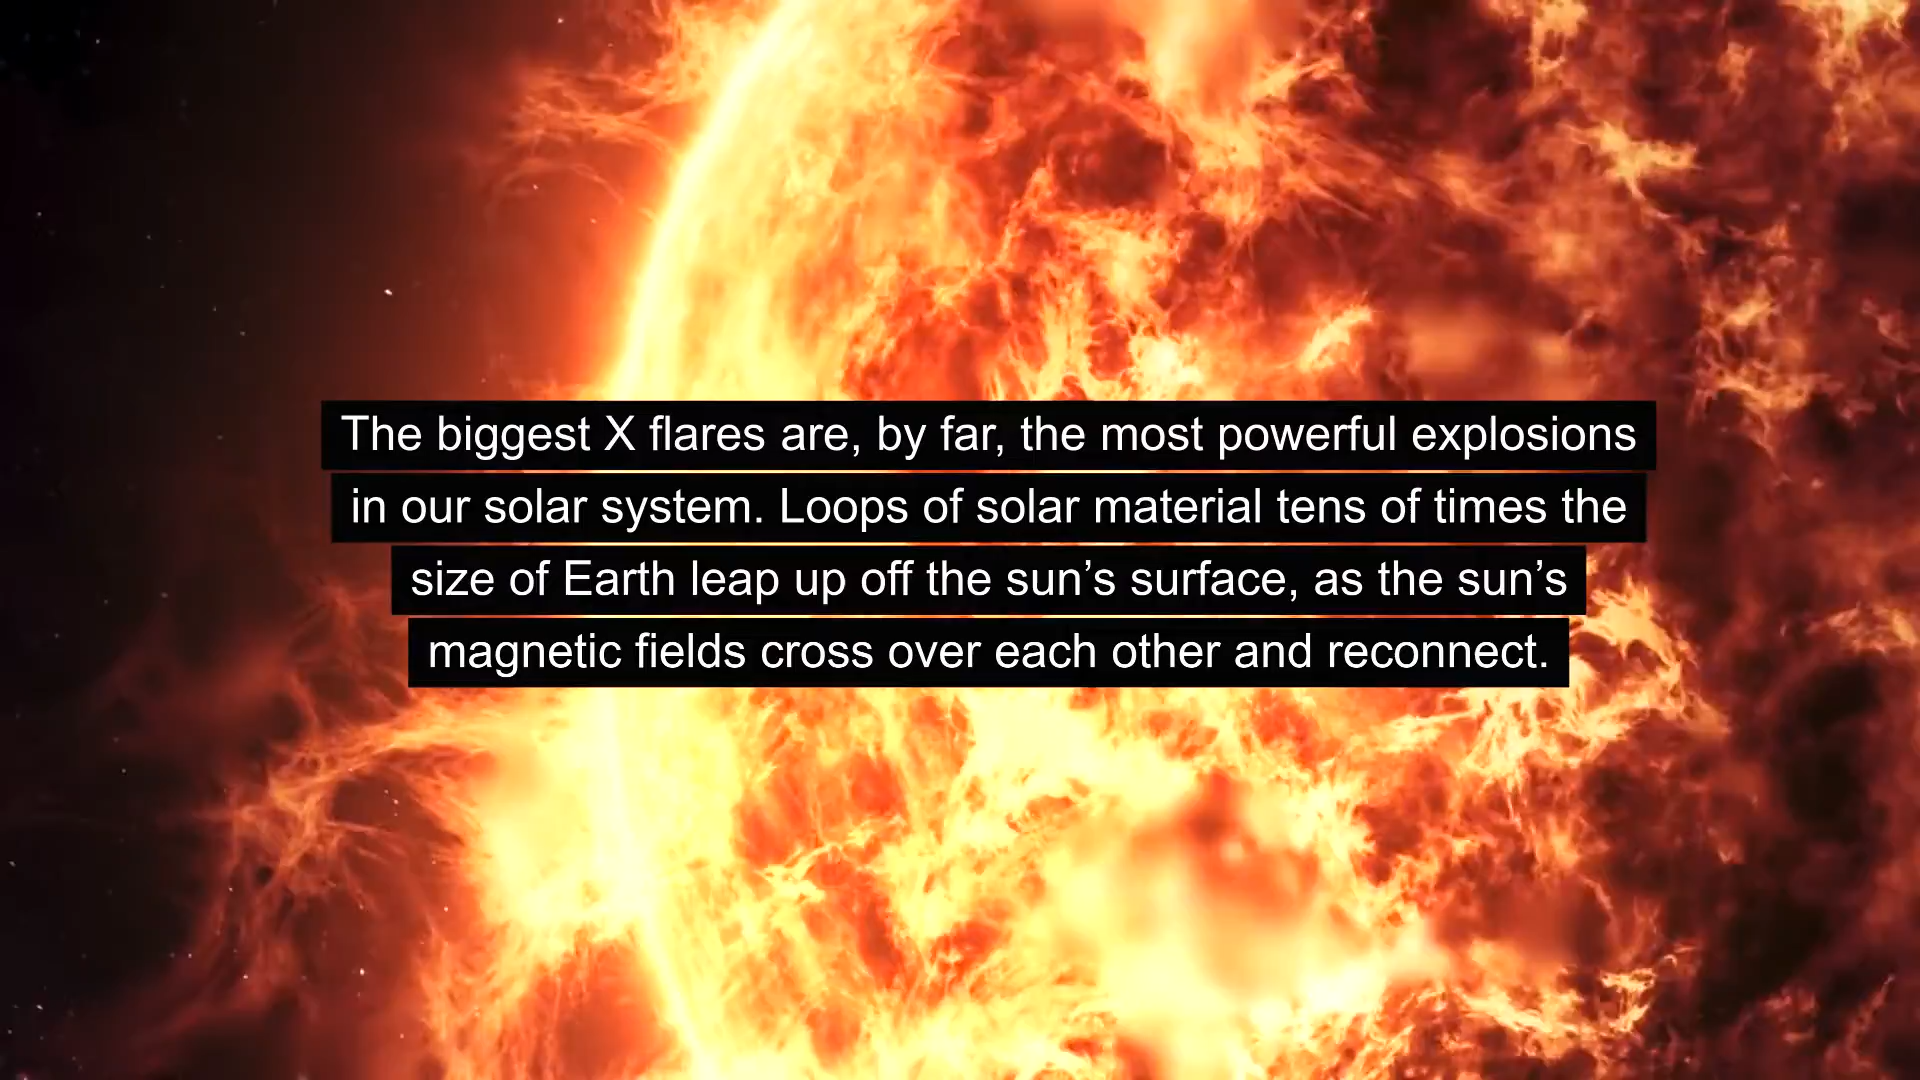 The biggest X flares are, by far, the most powerful explosions
in our solar system. Loops of solar material tens of times the
size of Earth leap up off the sun’s surface, as the sun’s
magnetic fields cross over each other and reconnect.